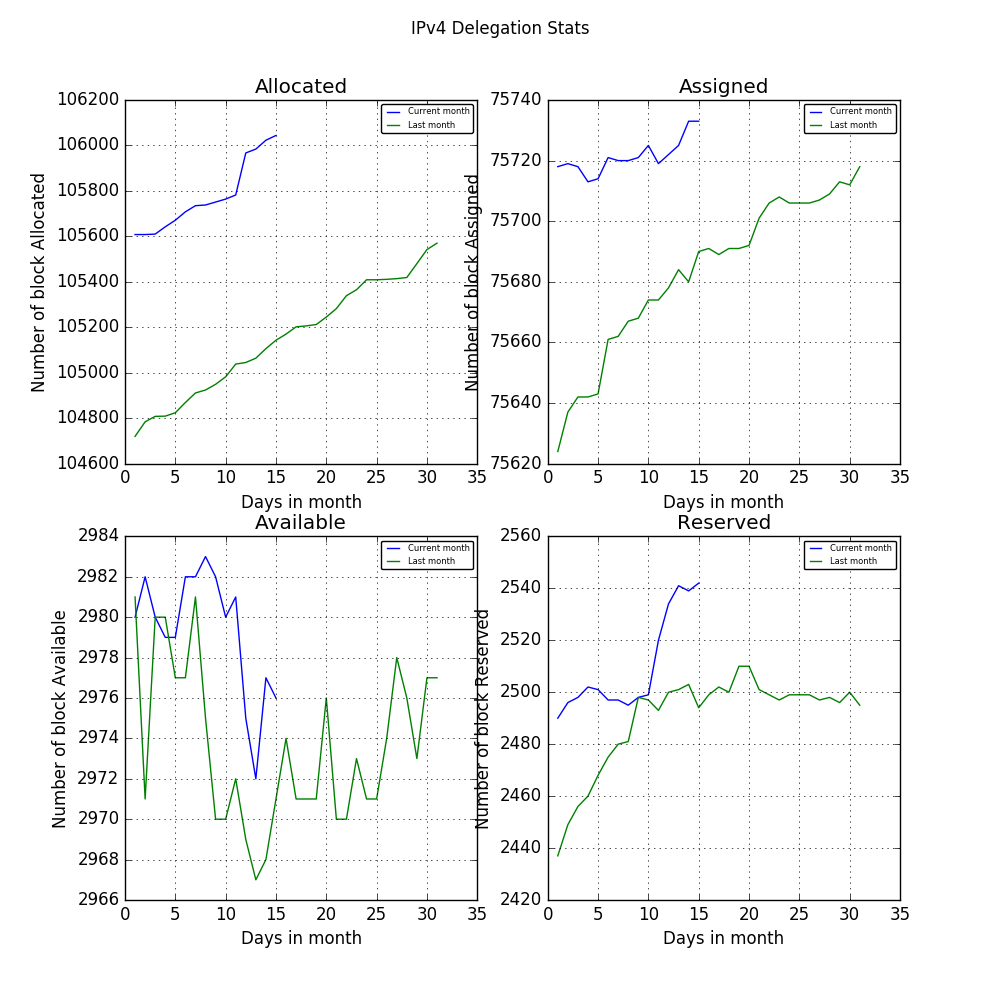 IPv4 Delegation Stats
Allocated
Number of block Allocated
106200
106000
105800
105600
105400
105200
105000
104800
104600
Current month
Last month
0 5 10 15 20 25 30 35
Days in month
Assigned
Number of block Assigned
75740
75720
75700
75680
75660
75640
75620
Current month
Last month
0 5 10 15 20 25 30 35
Days in month
Available
Number of block Available
2984
2982
2980
2978
2976
2974
2972
2970
2968
2966
Current month
Last month
0 5 10 15 20 25 30 35
Days in month
Reserved
Number of block Reserved
2560
2540
2520
2500
2480
2460
2440
2420
Current month
Last month
0 5 10 15 20 25 30 35
Days in month